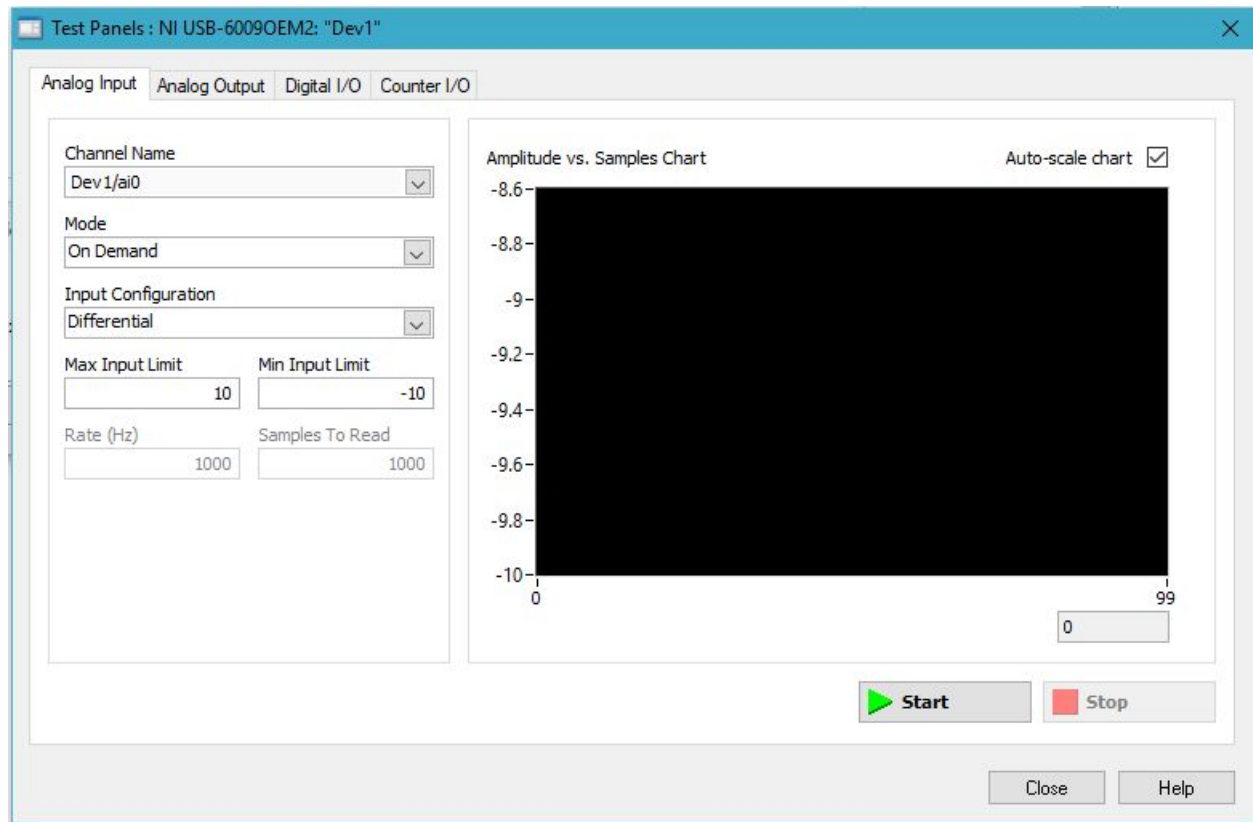 Test Panels : NI USB-6009OEM2: "Dev1"
Analog Input Analog Output Digital I/O Counter I/O
Channel Name
Dev1/ai0
Mode
On Demand
Input Configuration
Differential
Max Input Limit Min Input Limit
10 -10
Rate (Hz) Samples To Read
1000 1000
Amplitude vs. Samples Chart Auto-scale chart
-8.6
-8.8
-9
-9.2
-9.4
-9.6
-9.8
-10
0 99
0
Start Stop
Close Help